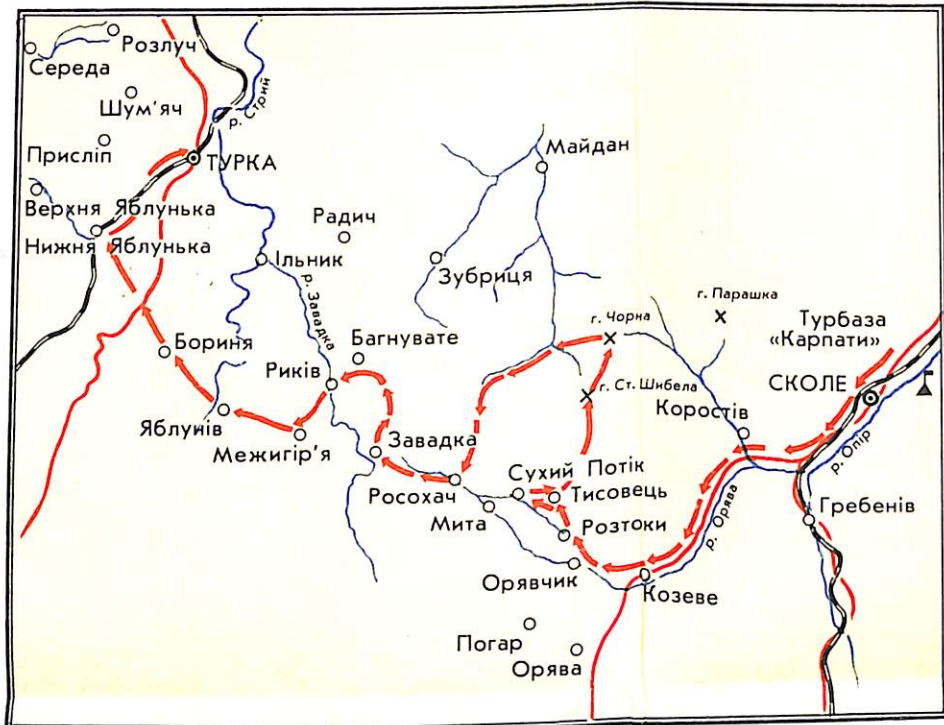 Розлуч
Середа
Шум'яч
р. Стрий
Присліп
ТУРКА
Майдан
Верхня Яблунька
Радич
Нижня Яблунька
Ільник
Зубриця
р. Завадка
г. Парашка
г. Чорна
Турбаза
«Карпати»
Бориня
Багнувате
Риків
г. Ст. Шибела
СКОЛЕ
Коростів
Яблунів
Межигір'я
Завадка
р. Опір
Сухий Потік
Росохач
Тисовець
Мита
Розтоки
р. Орява
Гребенів
Орявчик
Козеве
Погар
Орява